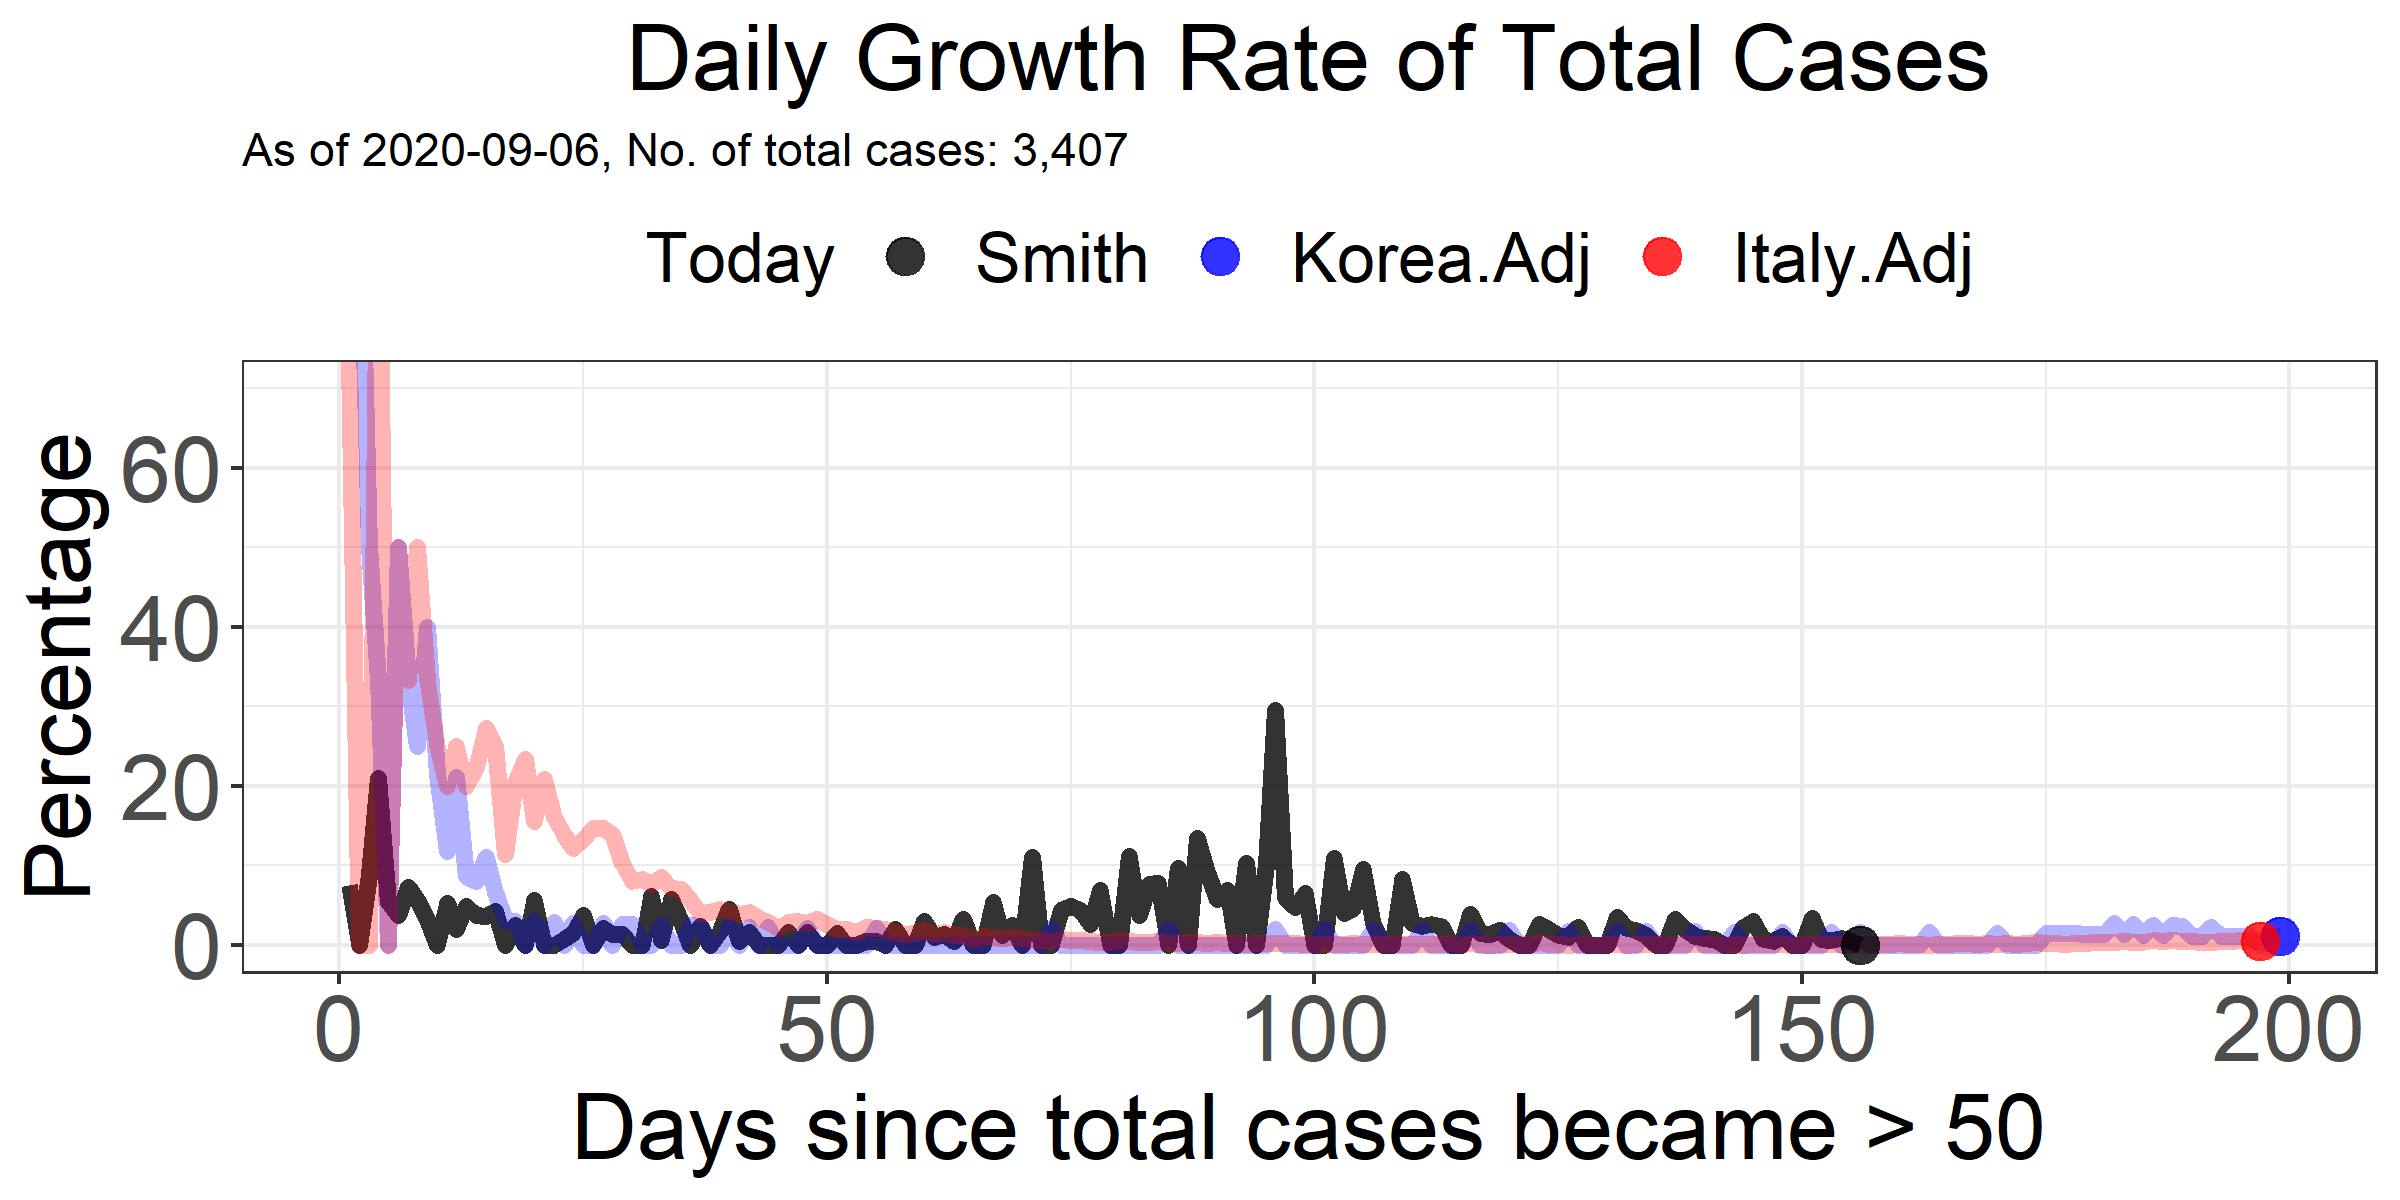 Daily Growth Rate of Total Cases
As of 2020-09-06, No. of total cases: 3,407
Today Smith Korea.Adj Italy.Adj
Percentage
60
40
20
0
0 50 100 150 200
Days since total cases became > 50